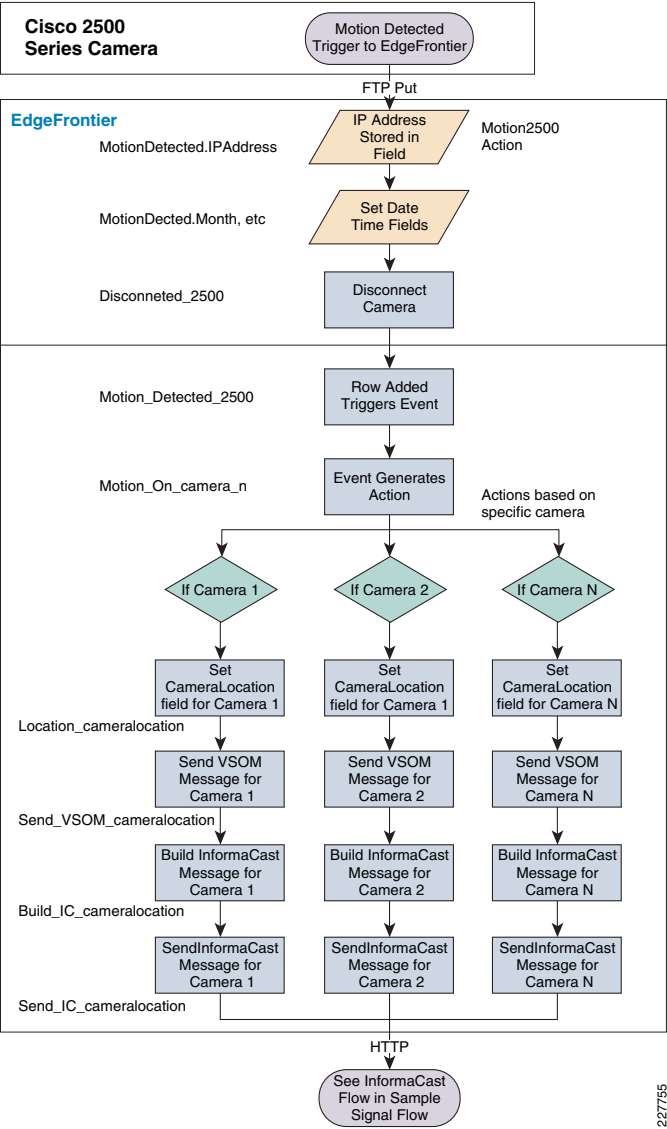 Cisco 2500
Series Camera
Motion Detected
Trigger to EdgeFrontier
FTP Put
EdgeFrontier
IP Address
Stored in
Field
Motion2500
Action
MotionDetected.IPAddress
Set Date
Time Fields
MotionDected.Month, etc
Disconneted_2500
Disconnect
Camera
Motion_Detected_2500
Row Added
Triggers Event
Motion_On_camera_n
Event Generates
Action
Actions based on
specific camera
If Camera 1
If Camera 2
If Camera N
Set
CameraLocation
field for Camera 1
Set
CameraLocation
field for Camera 1
Set
CameraLocation
field for Camera N
Location_cameralocation
Send VSOM
Message for
Camera 1
Send VSOM
Message for
Camera 2
Send VSOM
Message for
Camera N
Send_VSOM_cameralocation
Build InformaCast
Message for
Camera 1
Build InformaCast
Message for
Camera 2
Build InformaCast
Message for
Camera N
Build_IC_cameralocation
SendInformaCast
Message for
Camera 1
SendInformaCast
Message for
Camera 2
SendInformaCast
Message for
Camera N
Send_IC_cameralocation
HTTP
See InformaCast
Flow in Sample
Signal Flow
227755